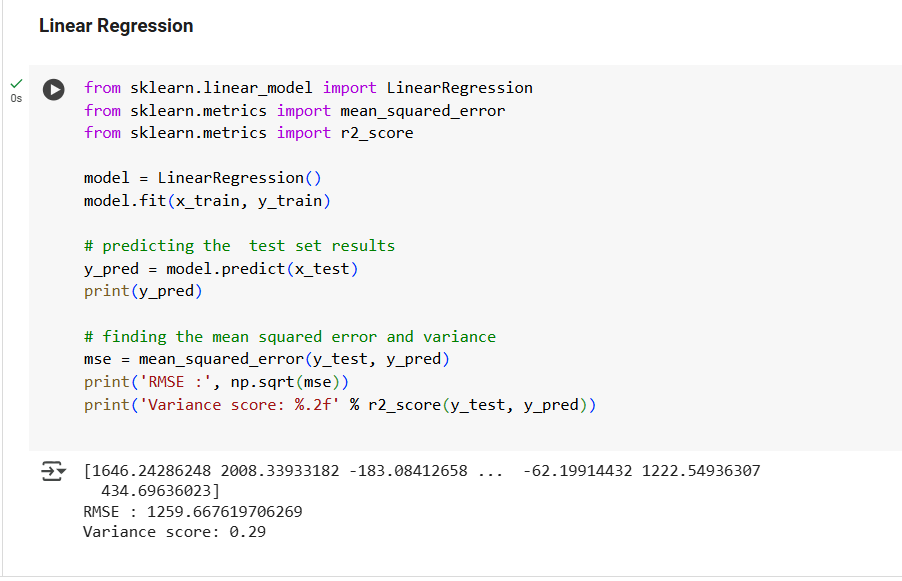 Linear Regression
0s
from sklearn.linear_model import LinearRegression
from sklearn.metrics import mean_squared_error
from sklearn.metrics import r2_score
model = LinearRegression()
model.fit(x_train, y_train)
# predicting the  test set results
y_pred = model.predict(x_test)
print(y_pred)
# finding the mean squared error and variance
mse = mean_squared_error(y_test, y_pred)
print('RMSE :', np.sqrt(mse))
print('Variance score: %.2f' % r2_score(y_test, y_pred))
[1646.24286248 2008.33933182 -183.08412658 ...  -62.19914432 1222.54936307
  434.69636023]
RMSE : 1259.667619706269
Variance score: 0.29